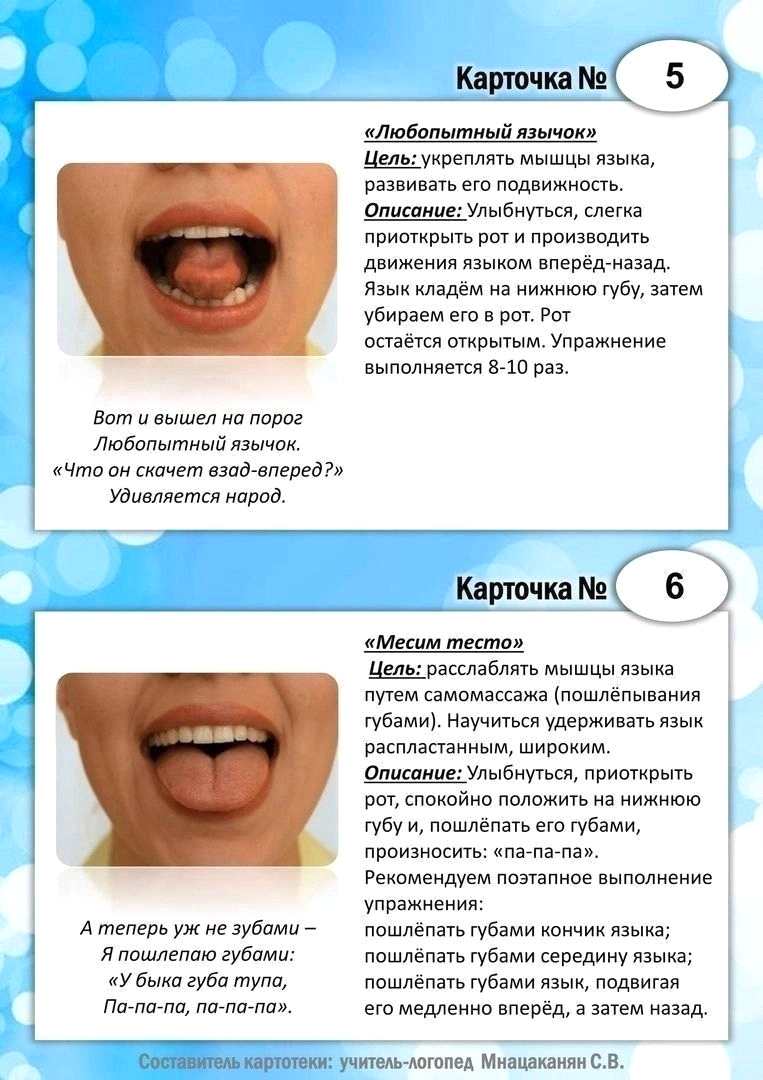 Карточка № 5
«Любопытный язычок»
Цель: укреплять мышцы языка,
развивать его подвижность.
Описание: Улыбнуться, слегка
приоткрыть рот и производить
движения языком вперёд-назад.
Язык кладём на нижнюю губу, затем
убираем его в рот. Рот
остаётся открытым. Упражнение
выполняется 8-10 раз.
Вот и вышел на порог
Любопытный язычок.
«Что он скачет взад-вперед?»
Удивляется народ.
Карточка № 6
«Месим тесто»
Цель: расслаблять мышцы языка
путем самомассажа (пошлёпывания
губами). Научиться удерживать язык
распластанным, широким.
Описание: Улыбнуться, приоткрыть
рот, спокойно положить на нижнюю
губу и, пошлёпать его губами,
произносить: «па-па-па».
Рекомендуем поэтапное выполнение
упражнения:
пошлёпать губами кончик языка;
пошлёпать губами середину языка;
пошлёпать губами язык, подвигая
его медленно вперёд, а затем назад.
А теперь уж не зубами –
Я пошлепаю губами:
«У быка губа тупа,
Па-па-па, па-па-па».
Составитель картотеки: учитель-логопед Мнацаканян С.В.